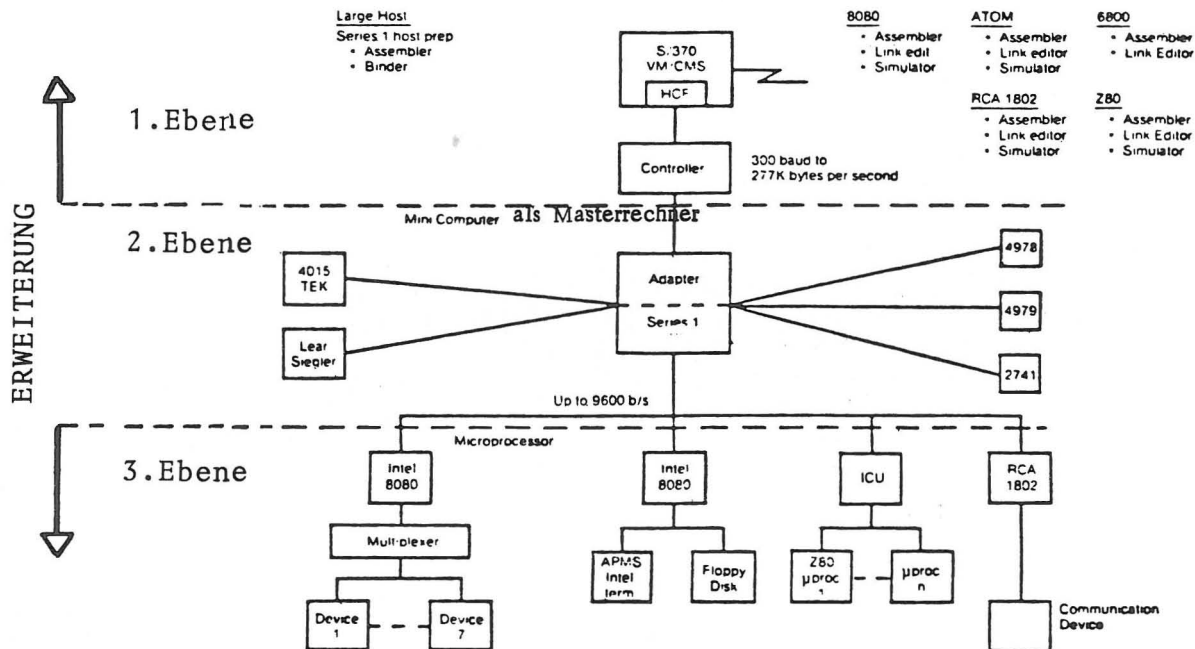 Large Host
Series 1 host prep
• Assembler
• Binder
S/370
VM/CMS
HCF
8080
• Assembler
• Link edit
• Simulator
ATOM
• Assembler
• Link editor
• Simulator
6800
• Assembler
• Link Editor
RCA 1802
• Assembler
• Link editor
• Simulator
Z80
• Assembler
• Link Editor
• Simulator
1.Ebene
Controller
300 baud to
277K bytes per second
ERWEITERUNG
Mini Computer als Masterrechner
2.Ebene
4015
TEK
Lear
Siegler
Adapter
Series 1
4978
4979
2741
Up to 9600 b/s
Microprocessor
3.Ebene
Intel
8080
Multiplexer
Device
1
Device
7
Intel
8080
APMS
Intel
term
Floppy
Disk
ICU
Z80
μproc
1
μproc
n
RCA
1802
Communication
Device